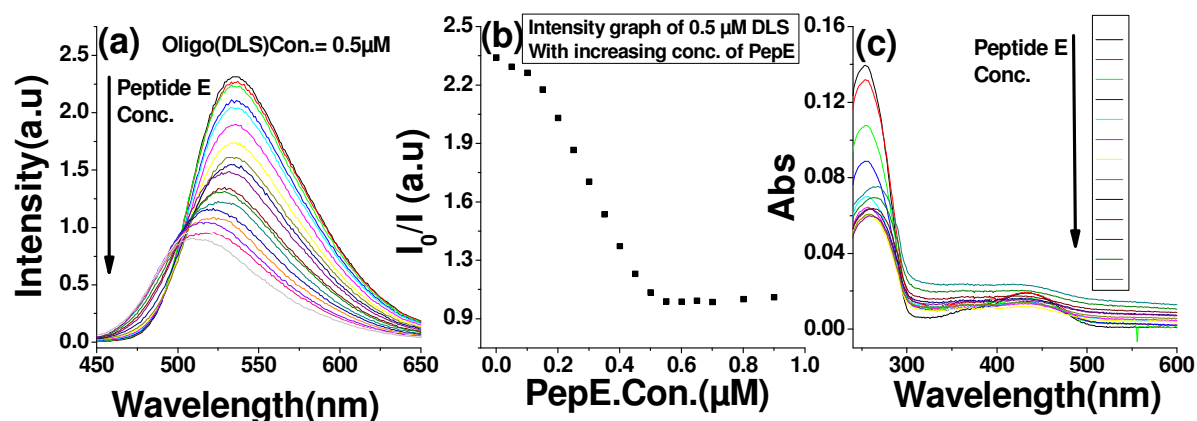 (a)
Oligo(DLS)Con.= 0.5µM
Peptide E
Conc.
Intensity(a.u)
2.5
2.0
1.5
1.0
0.5
0.0
450 500 550 600 650
Wavelength(nm)
(b)
Intensity graph of 0.5 µM DLS
With increasing conc. of PepE
I0/I (a.u)
2.5
2.2
1.9
1.6
1.3
0.9
0.0 0.2 0.4 0.6 0.8 1.0
PepE.Con.(µM)
(c)
Peptide E
Conc.
Abs
0.16
0.12
0.08
0.04
0.00
300 400 500 600
Wavelength(nm)